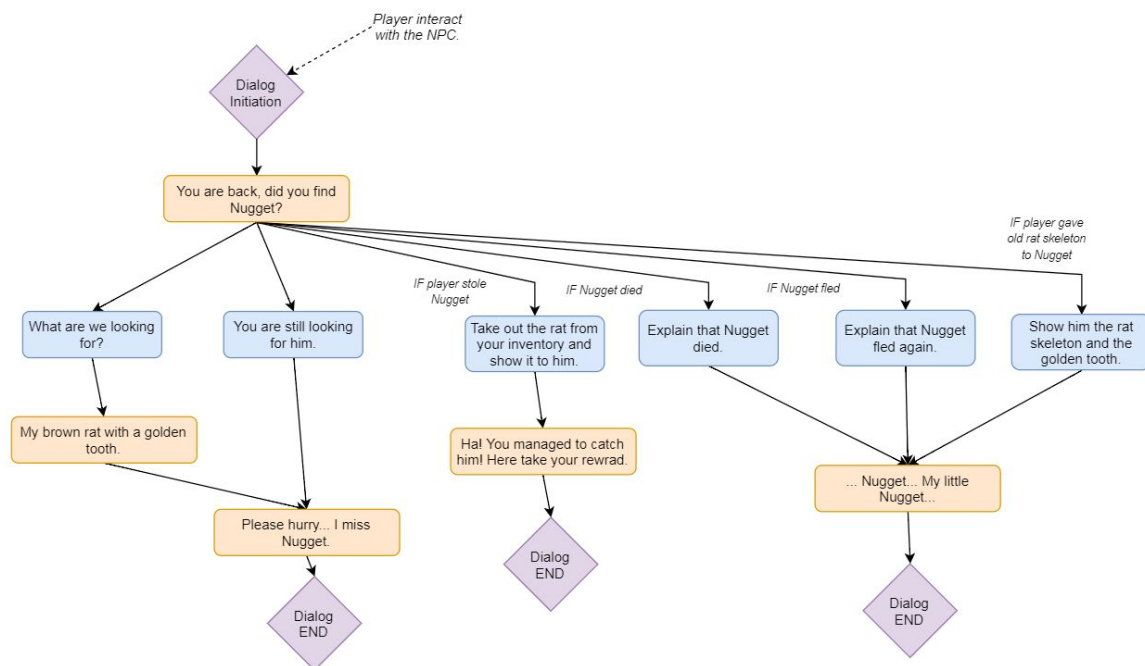 Player interact
with the NPC.
Dialog
Initiation
You are back, did you find
Nugget?
IF player gave
old rat skeleton
to Nugget
IF player stole
Nugget
IF Nugget died
IF Nugget fled
What are we looking
for?
You are still looking
for him.
Take out the rat from
your inventory and
show it to him.
Explain that Nugget
died.
Explain that Nugget
fled again.
Show him the rat
skeleton and the
golden tooth.
My brown rat with a golden
tooth.
Ha! You managed to catch
him! Here take your rewrad.
... Nugget... My little
Nugget...
Please hurry... I miss
Nugget.
Dialog
END
Dialog
END
Dialog
END